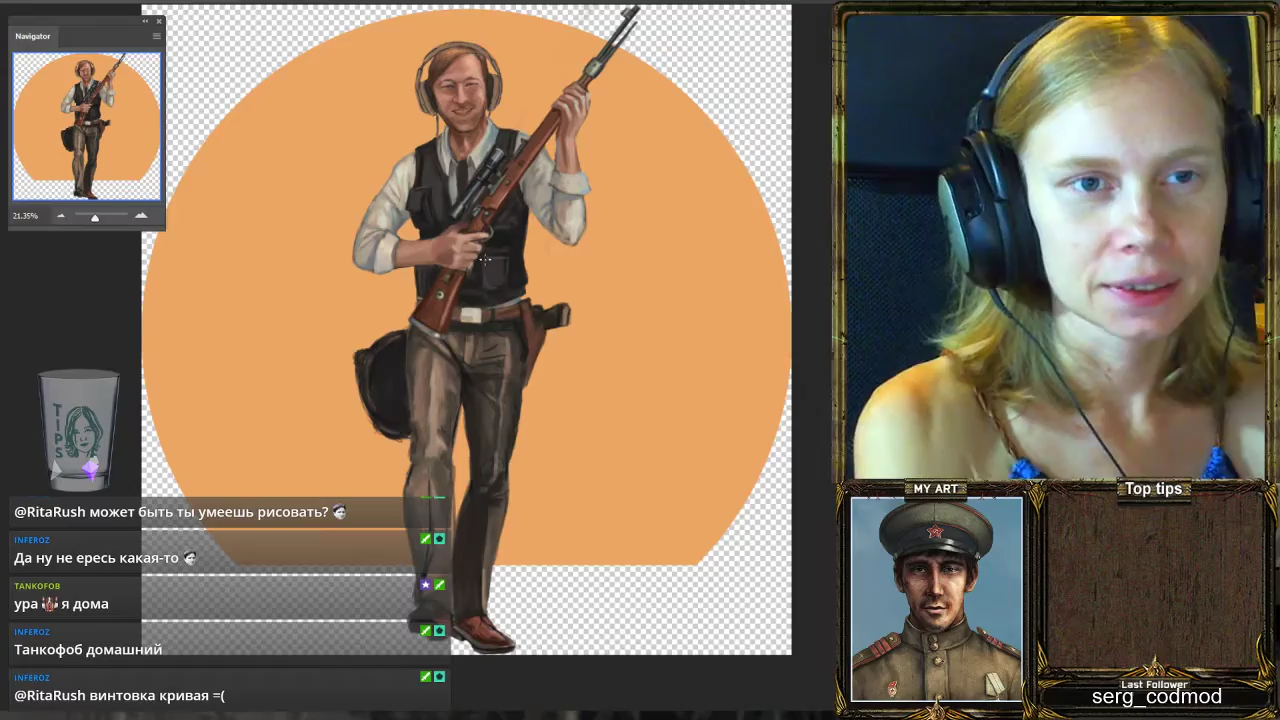 Navigator
21.35%
TIPS
@RitaRush может быть ты умеешь рисовать?
INFEROZ
Да ну не ересь какая-то
TANKOFOB
ура я дома
INFEROZ
Танкофоб домашний
INFEROZ
@RitaRush винтовка кривая =(
MY ART
Top tips
Last Follower
serg_codmod